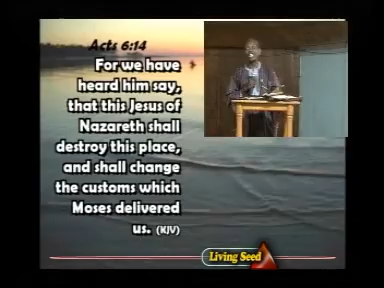 Acts 6:14
For we have
heard him say,
that this Jesus of
Nazareth shall
destroy this place,
and shall change
the customs which
Moses delivered
us. (KJV)
Living Seed